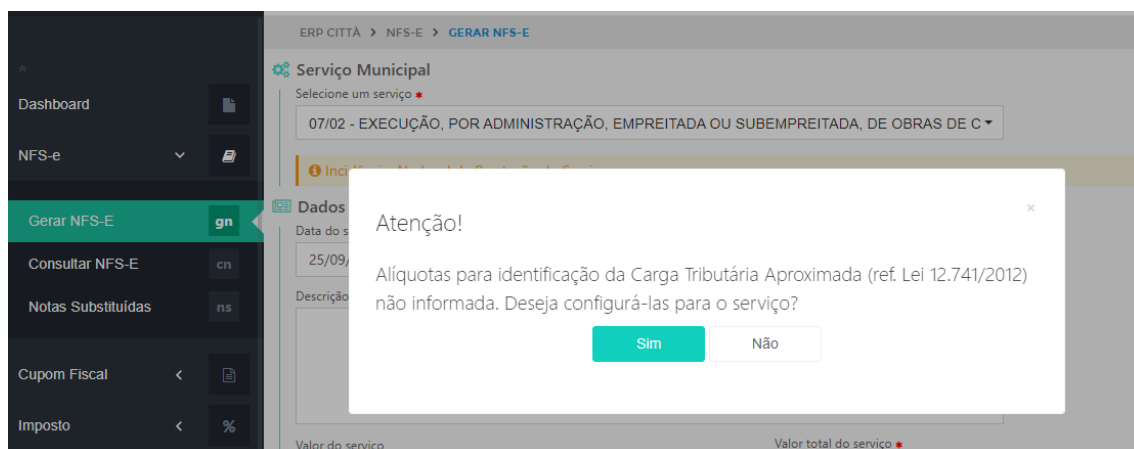 ERP CITTÀ > NFS-E > GERAR NFS-E
Dashboard
NFS-e
Gerar NFS-E gn
Consultar NFS-E cn
Notas Substituídas ns
Cupom Fiscal
Imposto %
Serviço Municipal
Selecione um serviço *
07/02 - EXECUÇÃO, POR ADMINISTRAÇÃO, EMPREITADA OU SUBEMPREITADA, DE OBRAS DE C
Dados
Data do s
25/09/
Descrição
Atenção! ×
Alíquotas para identificação da Carga Tributária Aproximada (ref. Lei 12.741/2012)
não informada. Deseja configurá-las para o serviço?
Sim Não
Valor do serviço Valor total do serviço *